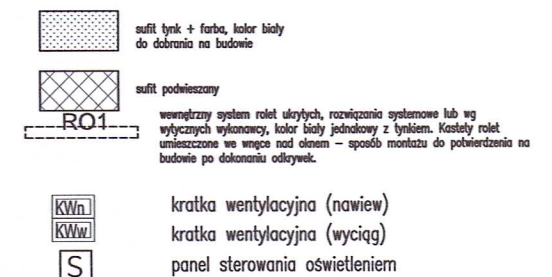 sufit tynk + farba, kolor biały
do dobrania na budowie
sufit podwieszany
RO1
wewnętrzny system rolet ukrytych, rozwiązania systemowe lub wg
wytycznych wykonawcy, kolor biały jednakowy z tynkiem. Kastety rolet
umieszczone we wnęce nad oknem – sposób montażu do potwierdzenia na
budowie po dokonaniu odkrywek.
KWn kratka wentylacyjna (nawiew)
KWw kratka wentylacyjna (wyciąg)
S panel sterowania oświetleniem